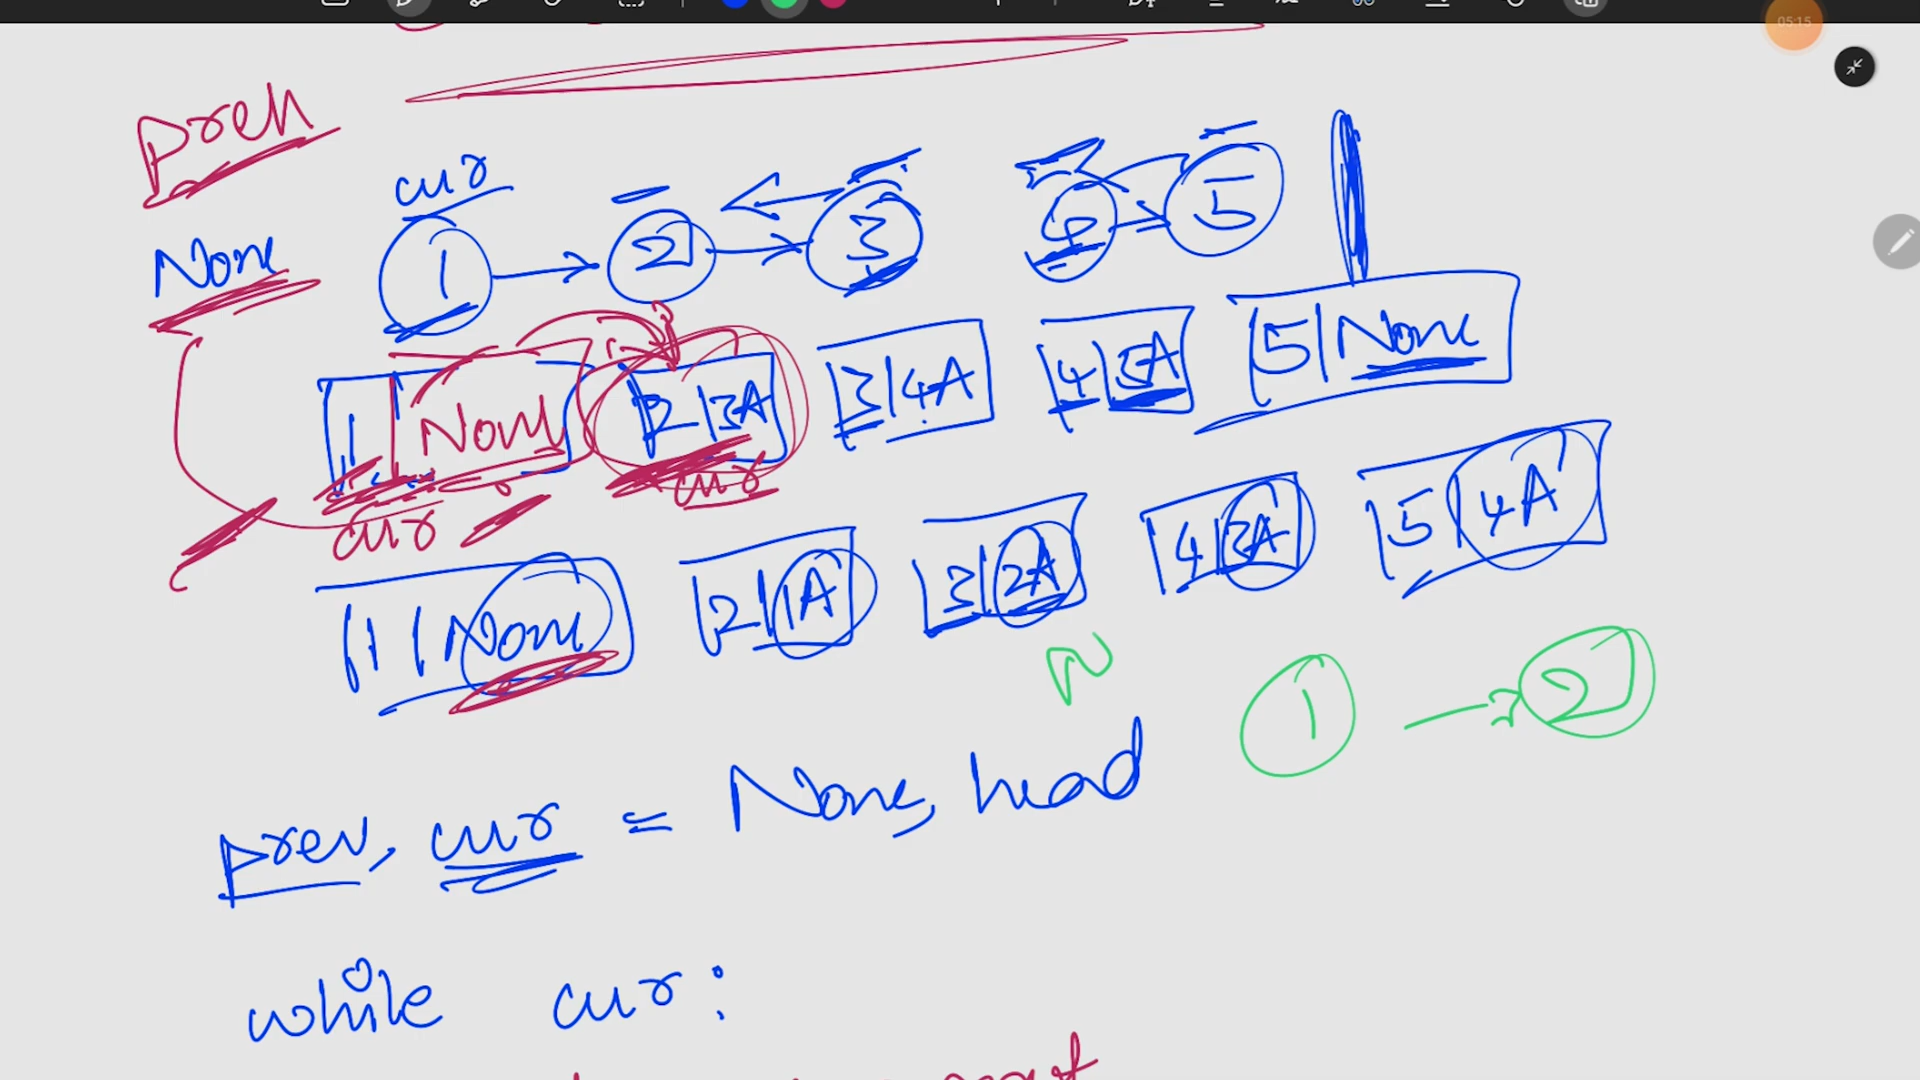 05:15
prev
cur
None
1 2 3 4 5
1 | None 2 | 3A 3 | 4A 4 | 5A 5 | None
cur cur
1 | None 2 | 1A 3 | 2A 4 | 3A 5 | 4A
N 1 2
prev, cur = None, head
while cur: